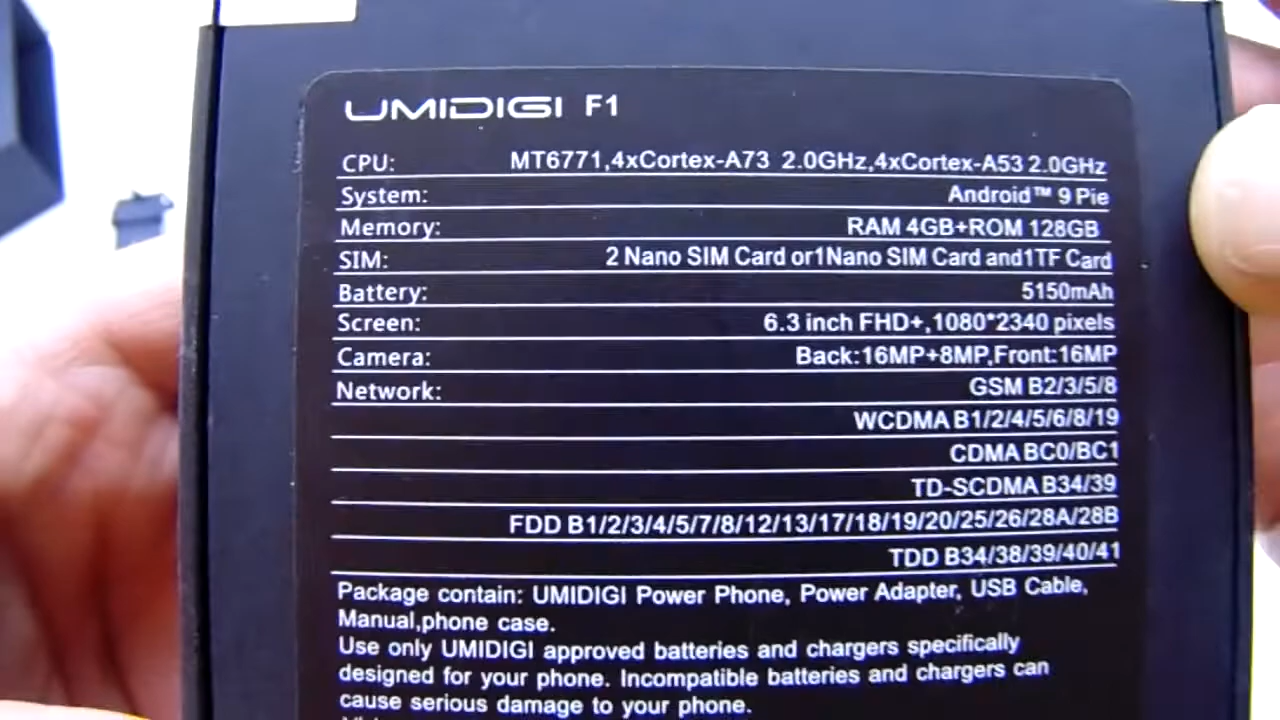 UMIDIGI F1
CPU: MT6771,4xCortex-A73 2.0GHz,4xCortex-A53 2.0GHz
System: Android™ 9 Pie
Memory: RAM 4GB+ROM 128GB
SIM: 2 Nano SIM Card or1Nano SIM Card and1TF Card
Battery: 5150mAh
Screen: 6.3 inch FHD+,1080*2340 pixels
Camera: Back:16MP+8MP,Front:16MP
Network: GSM B2/3/5/8
WCDMA B1/2/4/5/6/8/19
CDMA BC0/BC1
TD-SCDMA B34/39
FDD B1/2/3/4/5/7/8/12/13/17/18/19/20/25/26/28A/28B
TDD B34/38/39/40/41
Package contain: UMIDIGI Power Phone, Power Adapter, USB Cable,
Manual,phone case.
Use only UMIDIGI approved batteries and chargers specifically
designed for your phone. Incompatible batteries and chargers can
cause serious damage to your phone.